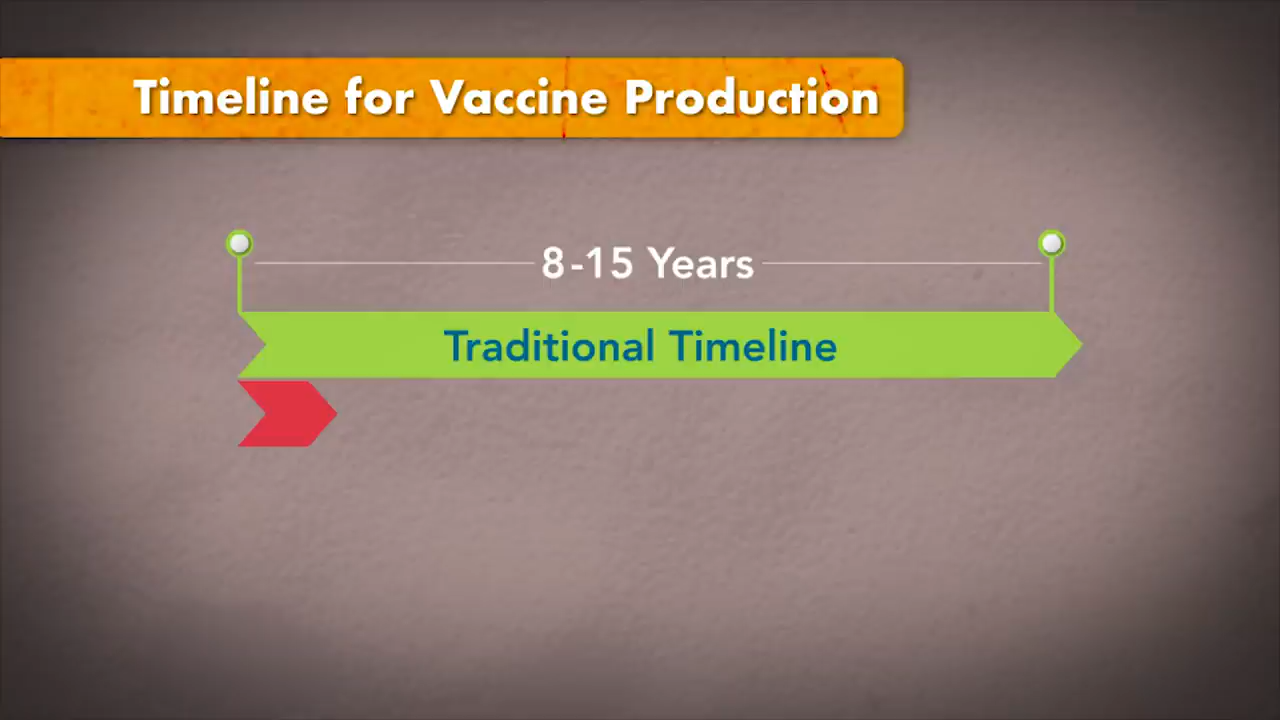 Timeline for Vaccine Production
8-15 Years
Traditional Timeline